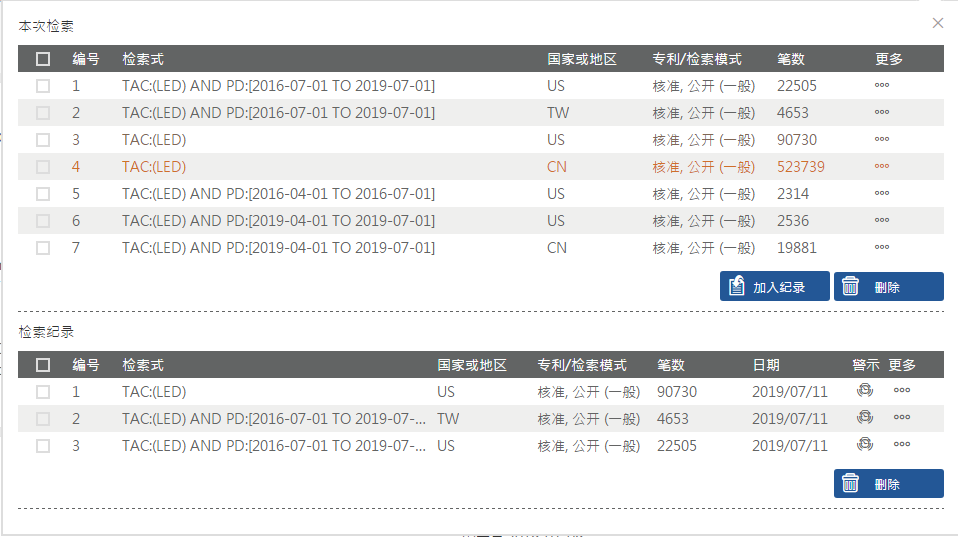 本次检索
编号 检索式 国家或地区 专利/检索模式 笔数 更多
1 TAC:(LED) AND PD:[2016-07-01 TO 2019-07-01] US 核准, 公开 (一般) 22505
2 TAC:(LED) AND PD:[2016-07-01 TO 2019-07-01] TW 核准, 公开 (一般) 4653
3 TAC:(LED) US 核准, 公开 (一般) 90730
4 TAC:(LED) CN 核准, 公开 (一般) 523739
5 TAC:(LED) AND PD:[2016-04-01 TO 2016-07-01] US 核准, 公开 (一般) 2314
6 TAC:(LED) AND PD:[2019-04-01 TO 2019-07-01] US 核准, 公开 (一般) 2536
7 TAC:(LED) AND PD:[2019-04-01 TO 2019-07-01] CN 核准, 公开 (一般) 19881
加入纪录 删除
检索纪录
编号 检索式 国家或地区 专利/检索模式 笔数 日期 警示 更多
1 TAC:(LED) US 核准, 公开 (一般) 90730 2019/07/11
2 TAC:(LED) AND PD:[2016-07-01 TO 2019-07-... TW 核准, 公开 (一般) 4653 2019/07/11
3 TAC:(LED) AND PD:[2016-07-01 TO 2019-07-... US 核准, 公开 (一般) 22505 2019/07/11
删除